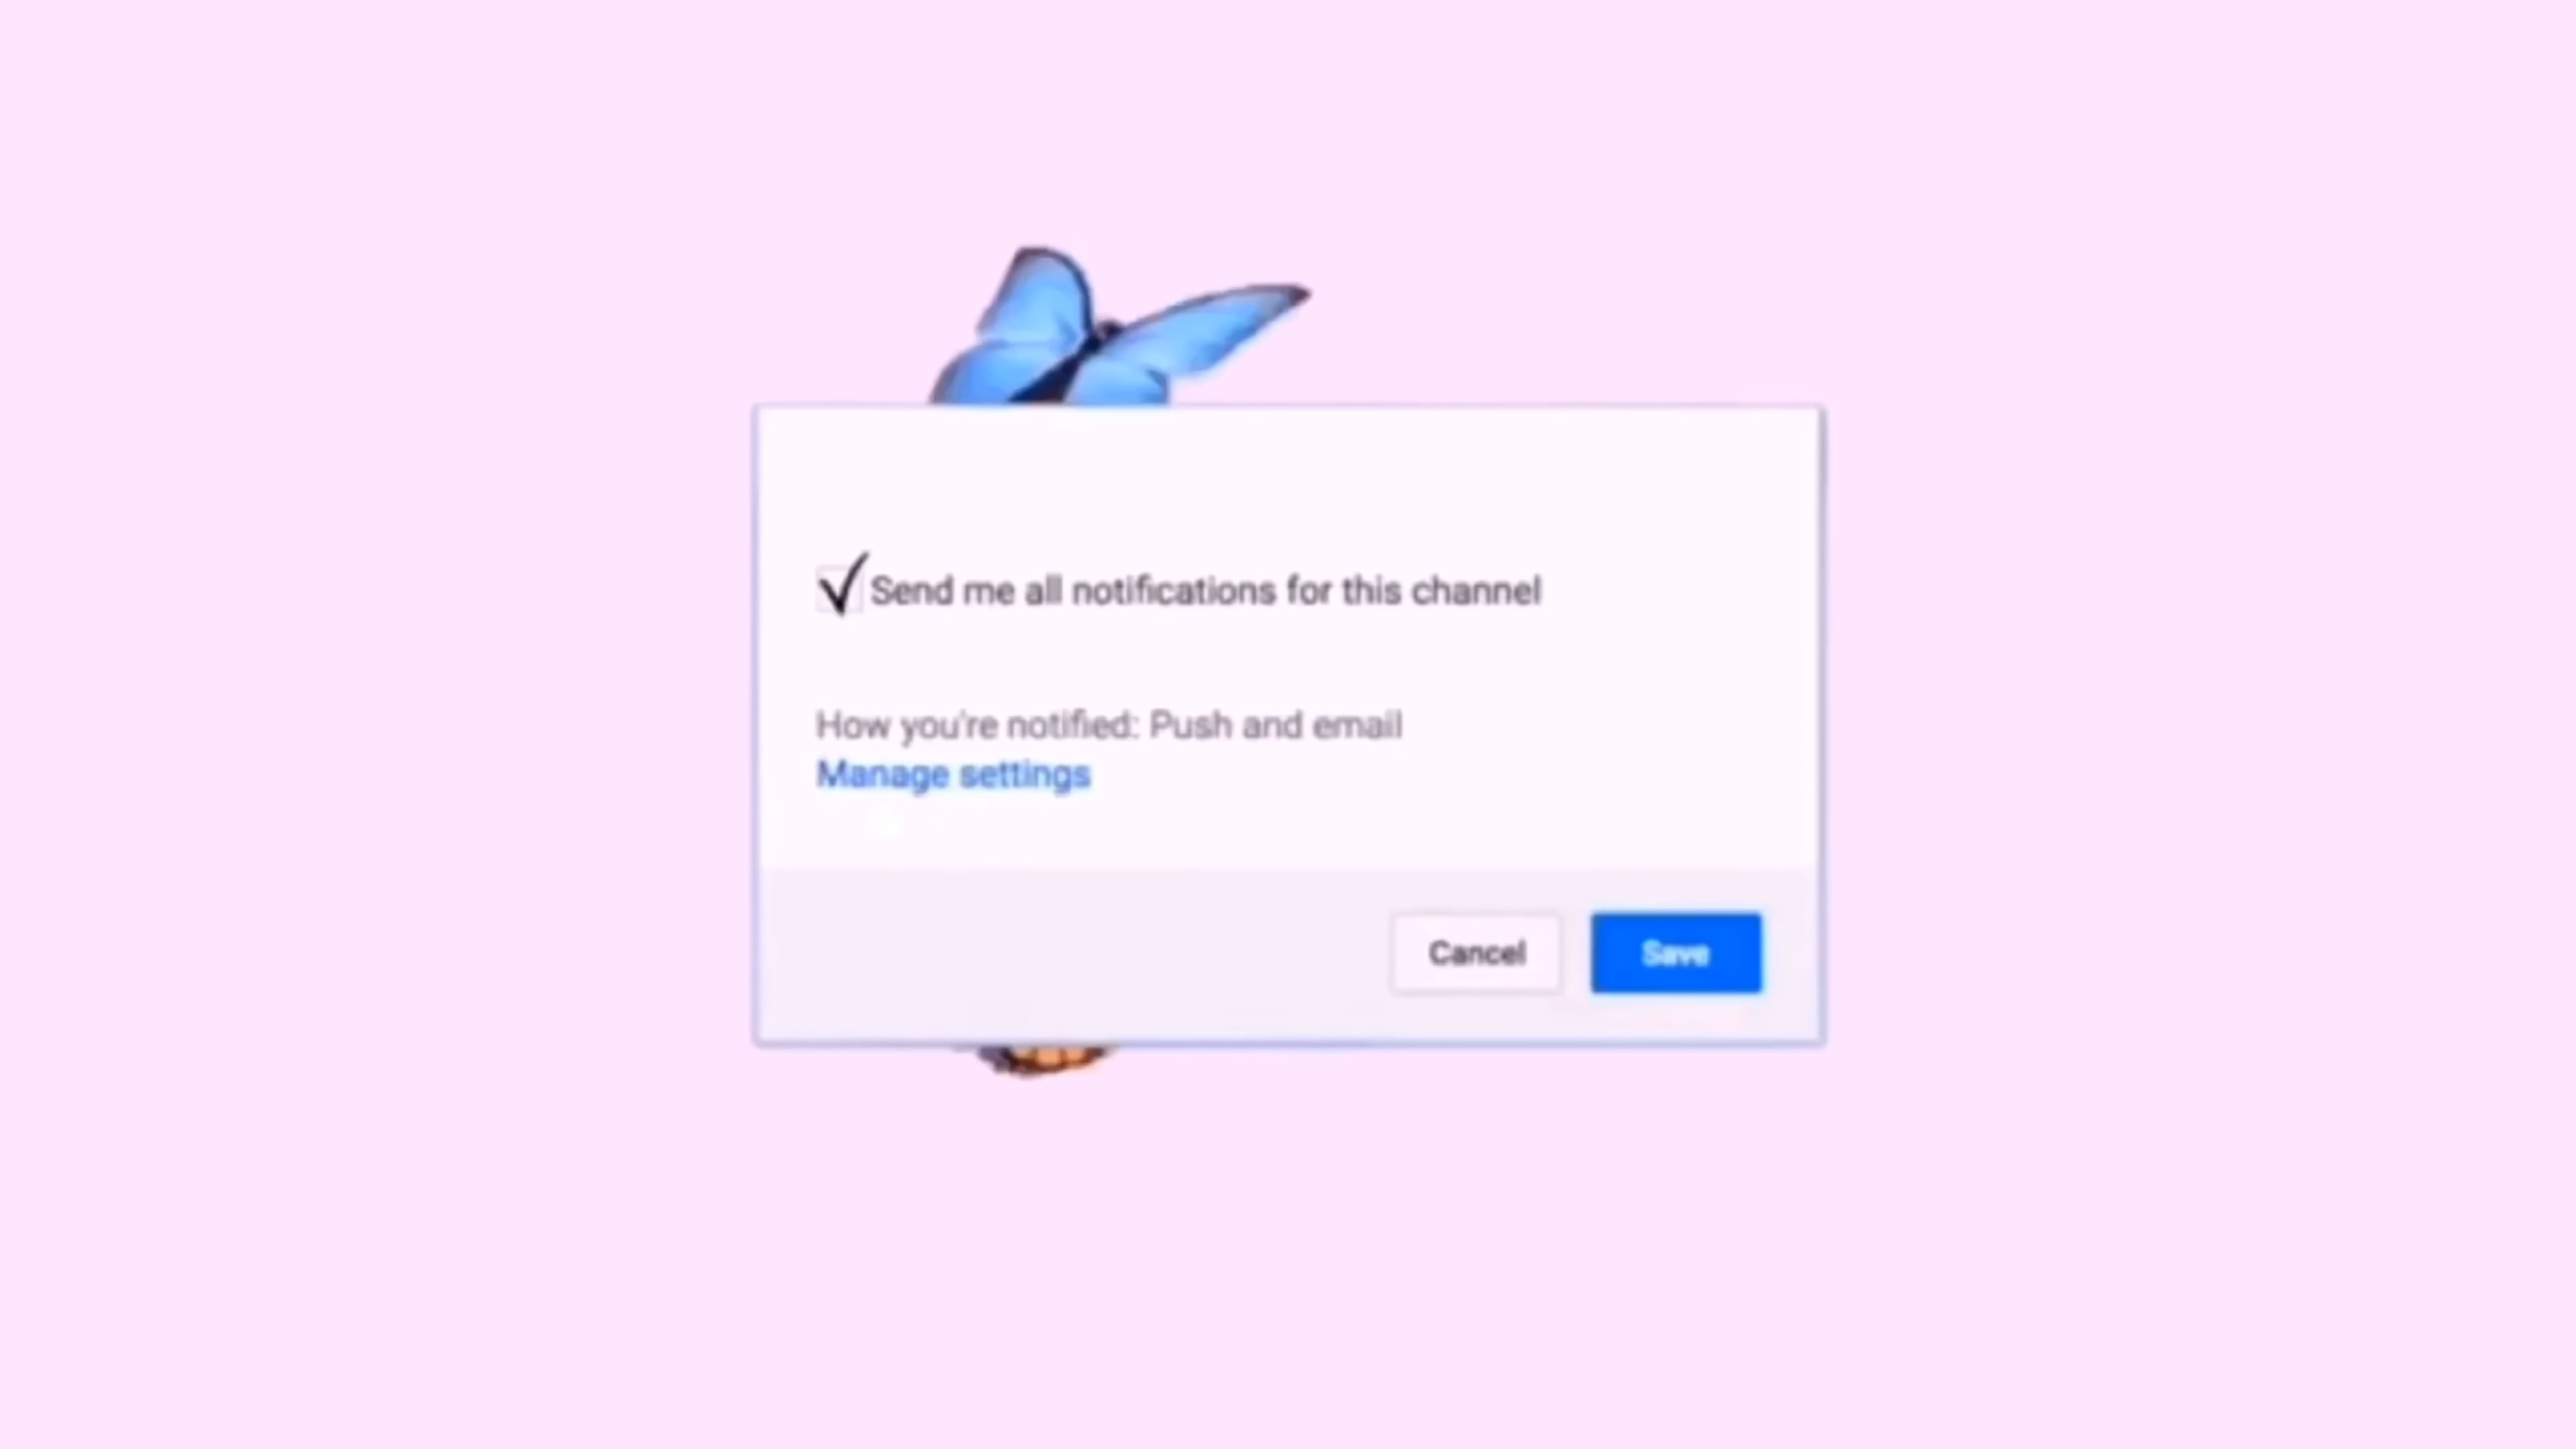 Send me all notifications for this channel
How you're notified: Push and email
Manage settings
Cancel
Save